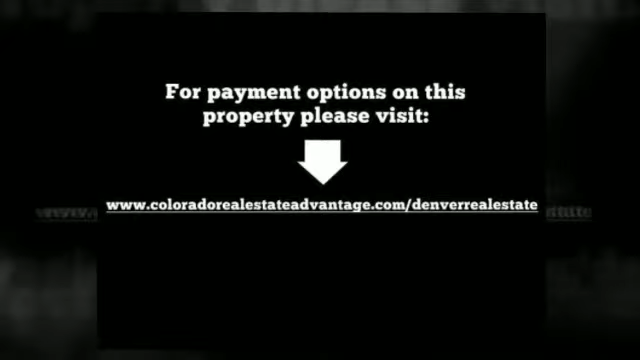 For payment options on this
property please visit:
www.coloradorealestateadvantage.com/denverrealestate